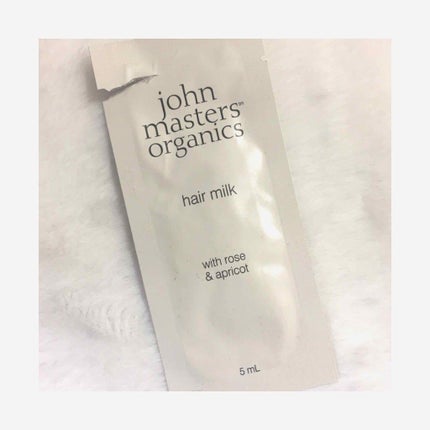 john
masters™
organics
hair milk
with rose
& apricot
5 mL